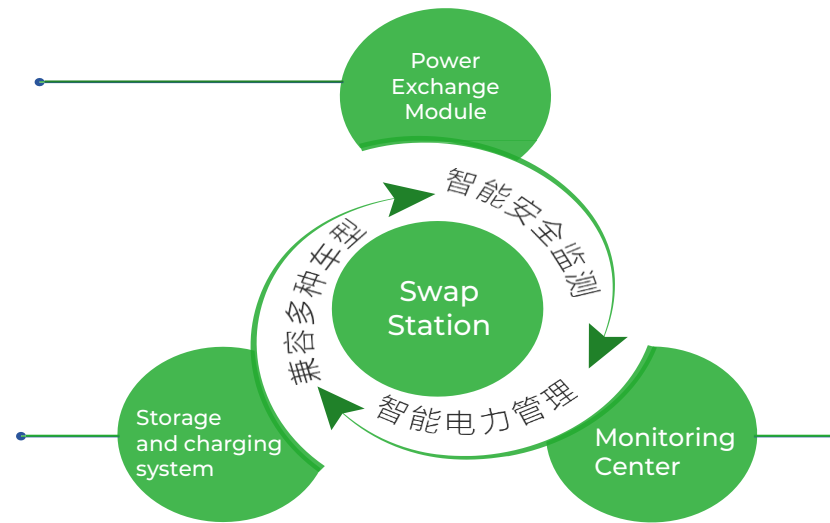 Power
Exchange
Module
智能安全监测
兼容多种车型
Swap
Station
智能电力管理
Storage
and charging
system
Monitoring
Center